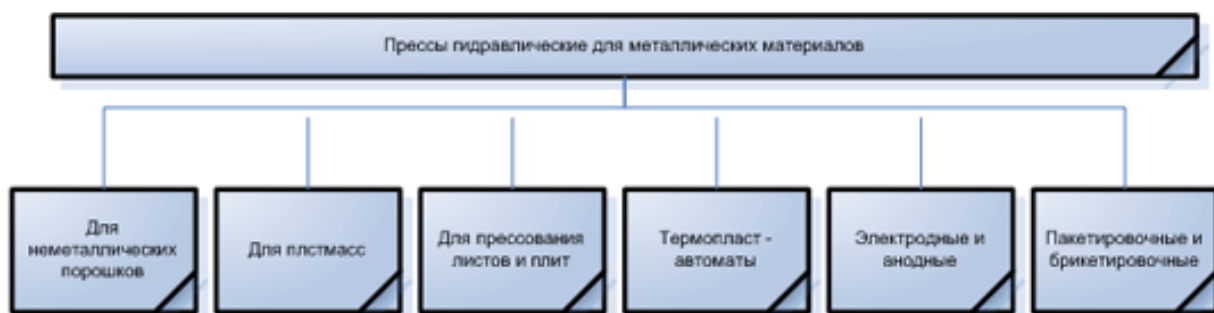 Прессы гидравлические для металлических материалов
Для
неметаллических
порошков
Для плстмасс
Для прессования
листов и плит
Термопласт -
автоматы
Электродные и
анодные
Пакетировочные и
брикетировочные